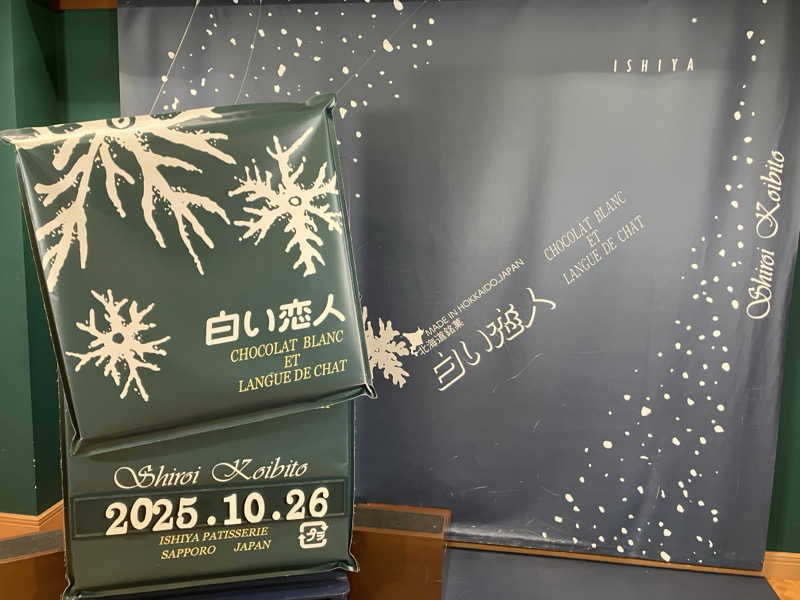 白い恋人
CHOCOLAT BLANC
ET
LANGUE DE CHAT
Shiroi Koibito
2025.10.26
ISHIYA PATISSERIE
SAPPORO JAPAN
プラ
ISHIYA
CHOCOLAT BLANC
ET
LANGUE DE CHAT
MADE IN HOKKAIDO,JAPAN
北海道銘菓
白い恋人
Shiroi Koibito